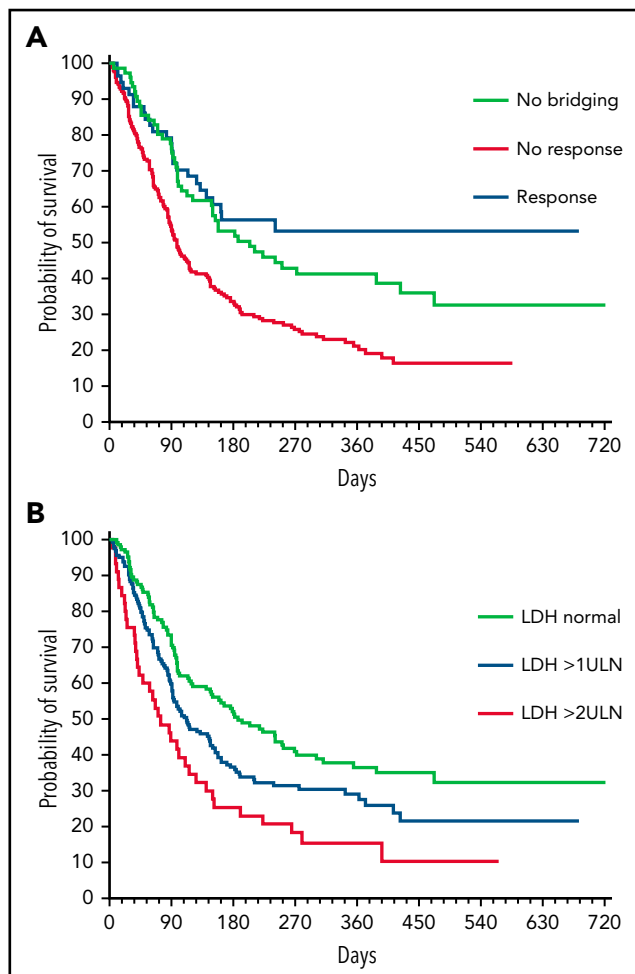 A
100
90
80
70
60
50
40
30
20
10
0
Probability of survival
No bridging
No response
Response
0 90 180 270 360 450 540 630 720
Days
B
100
90
80
70
60
50
40
30
20
10
0
Probability of survival
LDH normal
LDH >1ULN
LDH >2ULN
0 90 180 270 360 450 540 630 720
Days